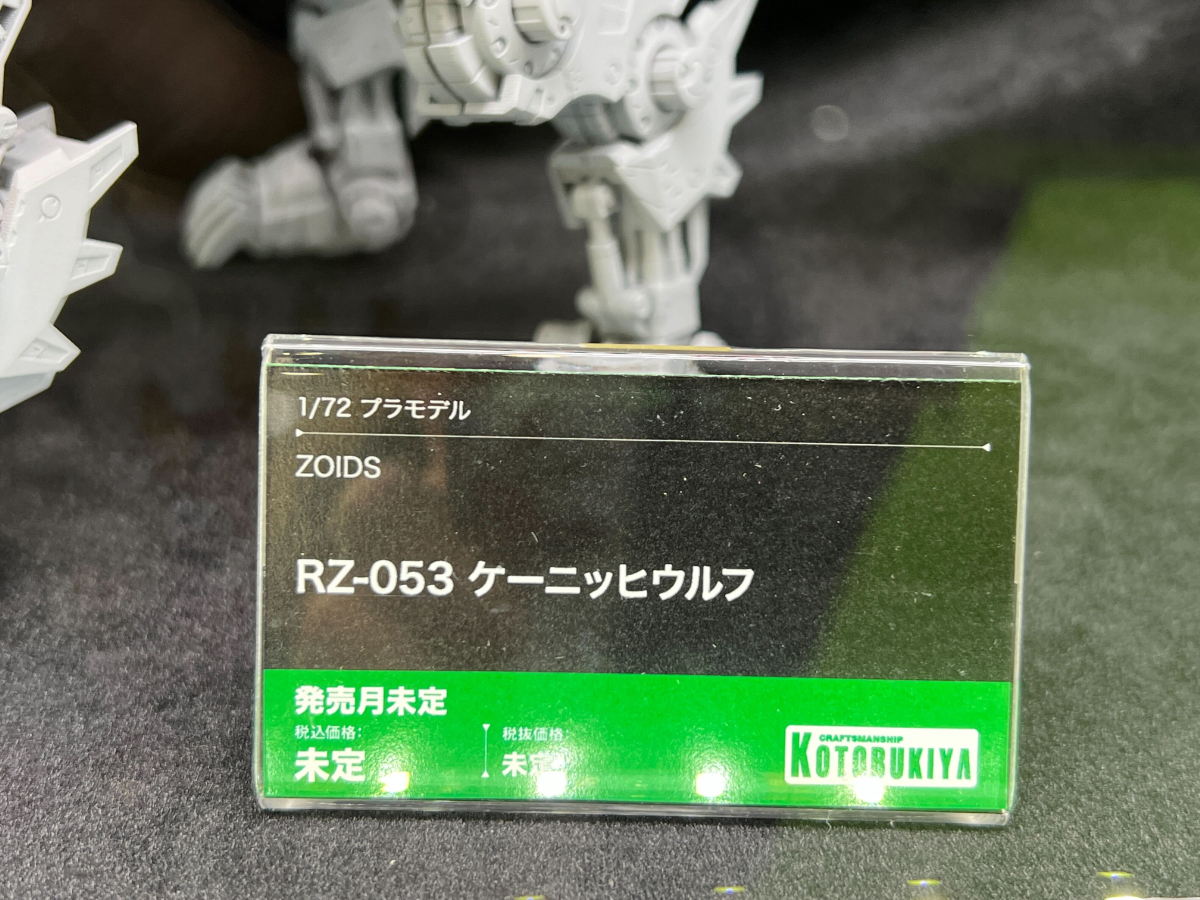 1/72 プラモデル
ZOIDS
RZ-053 ケーニッヒウルフ
発売月未定
税込価格:
未定
税抜価格
未定
CRAFTSMANSHIP
KOTOBUKIYA